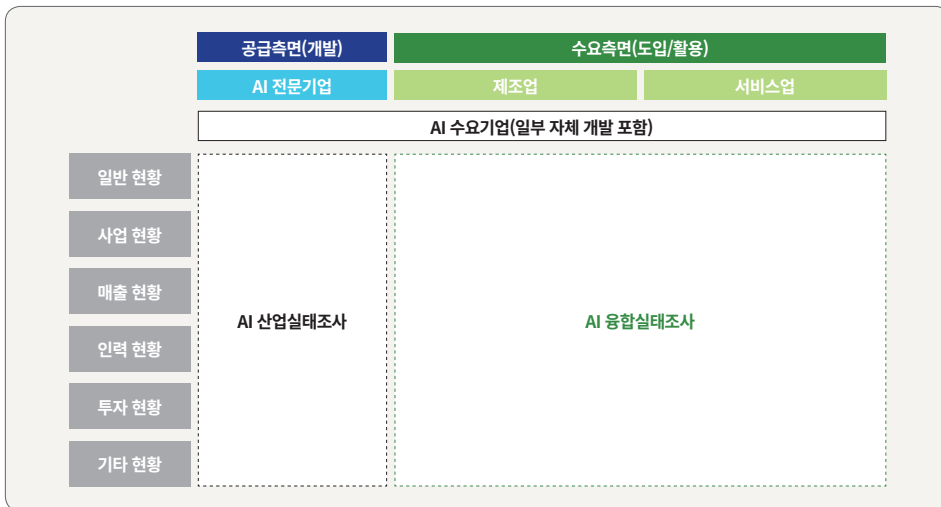 공급측면(개발)
수요측면(도입/활용)
AI 전문기업
제조업
서비스업
AI 수요기업(일부 자체 개발 포함)
일반 현황
사업 현황
매출 현황
인력 현황
투자 현황
기타 현황
AI 산업실태조사
AI 융합실태조사